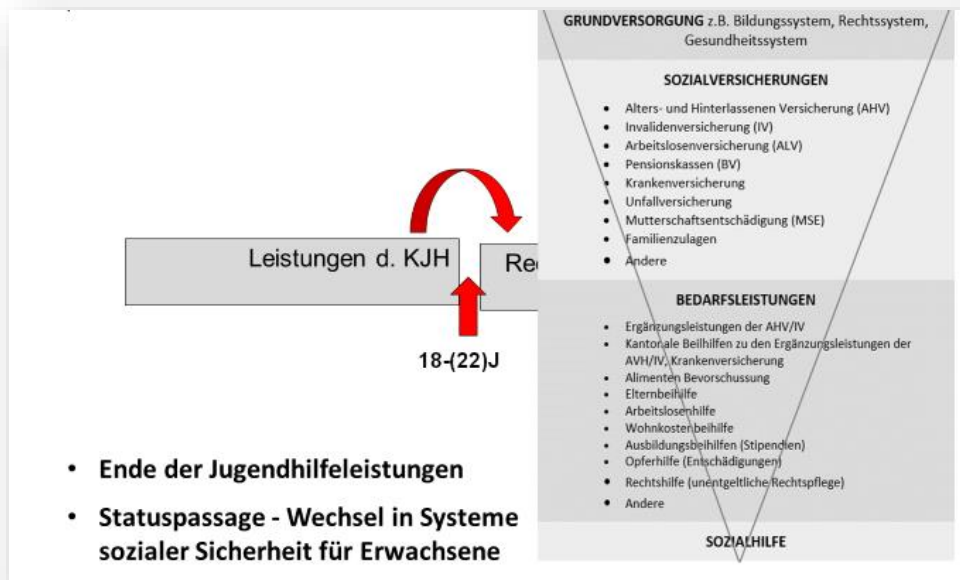 Leistungen d. KJH
Re
18-(22)J
• Ende der Jugendhilfeleistungen
• Statuspassage - Wechsel in Systeme
sozialer Sicherheit für Erwachsene
GRUNDVERSORGUNG z.B. Bildungssystem, Rechtssystem,
Gesundheitssystem
SOZIALVERSICHERUNGEN
• Alters- und Hinterlassenen Versicherung (AHV)
• Invalidenversicherung (IV)
• Arbeitslosenversicherung (ALV)
• Pensionskassen (BV)
• Krankenversicherung
• Unfallversicherung
• Mutterschaftsentschädigung (MSE)
• Familienzulagen
• Andere
BEDARFSLEISTUNGEN
• Ergänzungsleistungen der AHV/IV
• Kantonale Beilhilfen zu den Ergänzungsleistungen der
AVH/IV, Krankenversicherung
• Alimenten Bevorschussung
• Elternbeihilfe
• Arbeitslosenhilfe
• Wohnkostenbeihilfe
• Ausbildungsbeihilfen (Stipendien)
• Opferhilfe (Entschädigungen)
• Rechtshilfe (unentgeltliche Rechtspflege)
• Andere
SOZIALHILFE